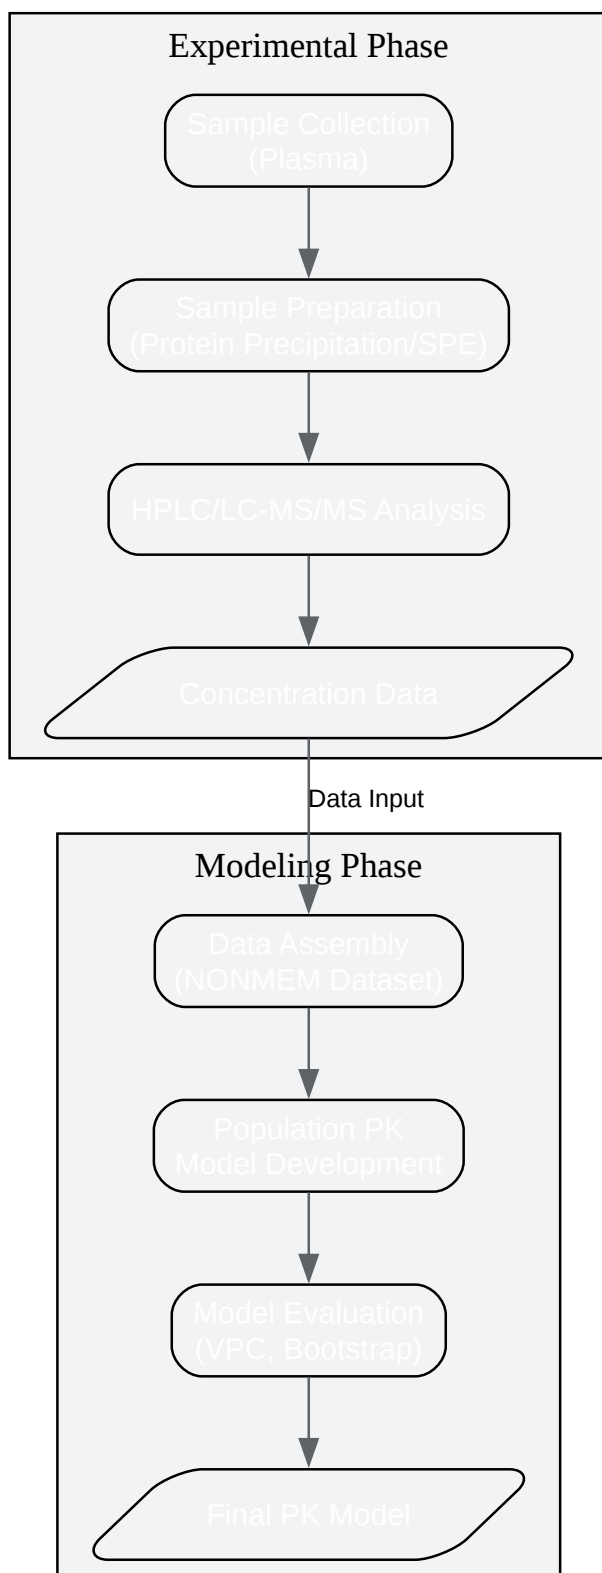 Experimental Phase
Sample Collection
(Plasma)
Sample Preparation
(Protein Precipitation/SPE)
HPLC/LC-MS/MS Analysis
Concentration Data
Data Input
Modeling Phase
Data Assembly
(NONMEM Dataset)
Population PK
Model Development
Model Evaluation
(VPC, Bootstrap)
Final PK Model